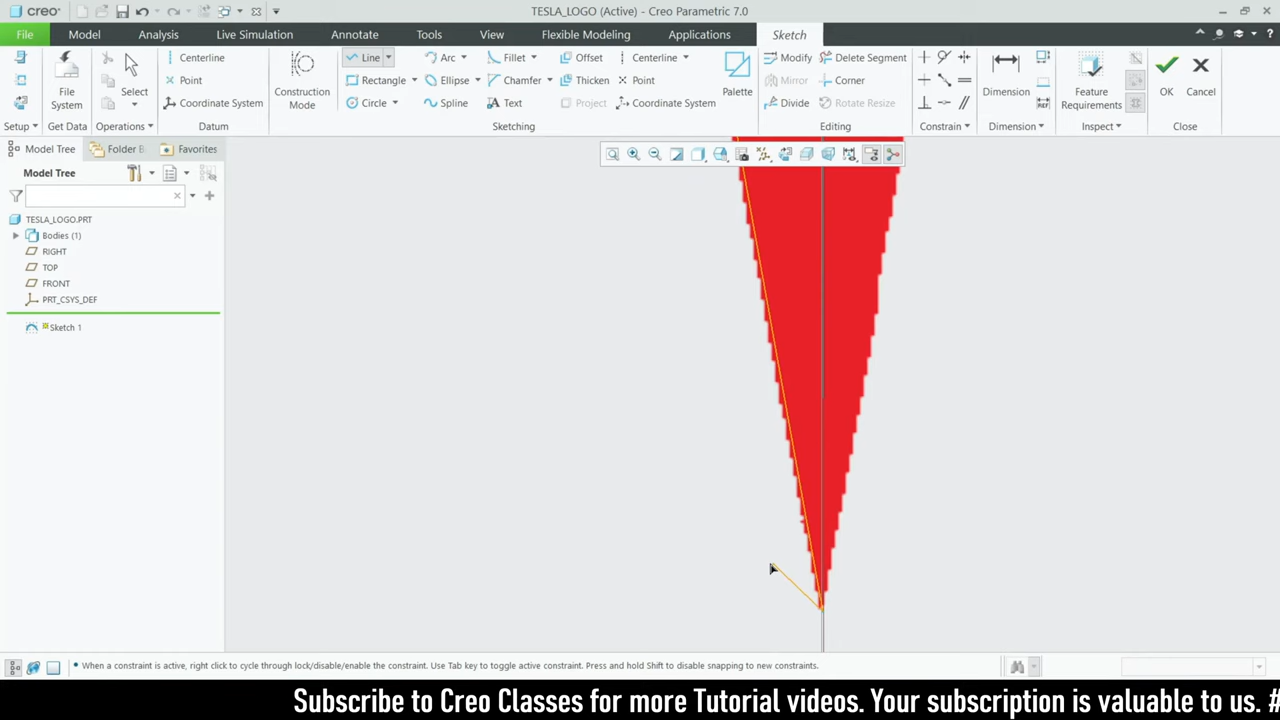 creo
TESLA_LOGO (Active) - Creo Parametric 7.0
File Model Analysis Live Simulation Annotate Tools View Flexible Modeling Applications Sketch
Setup
File System
Get Data
Select
Operations
Centerline
Point
Coordinate System
Datum
Construction Mode
Line Arc Fillet Offset Centerline
Rectangle Ellipse Chamfer Thicken Point
Circle Spline Text Project Coordinate System
Palette
Sketching
Modify Delete Segment
Mirror Corner
Divide Rotate Resize
Editing
Constrain
Dimension
Dimension
Feature Requirements
Inspect
OK Cancel
Close
Model Tree Folder B Favorites
Model Tree
TESLA_LOGO.PRT
Bodies (1)
RIGHT
TOP
FRONT
PRT_CSYS_DEF
Sketch 1
• When a constraint is active, right click to cycle through lock/disable/enable the constraint. Use Tab key to toggle active constraint. Press and hold Shift to disable snapping to new constraints.
Subscribe to Creo Classes for more Tutorial videos. Your subscription is valuable to us. #